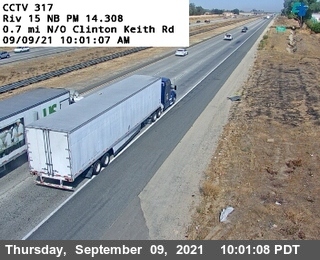 CCTV 317
Riv 15 NB PM 14.308
0.7 mi N/O Clinton Keith Rd
09/09/21 10:01:07 AM
Thursday, September 09, 2021 10:01:08 PDT